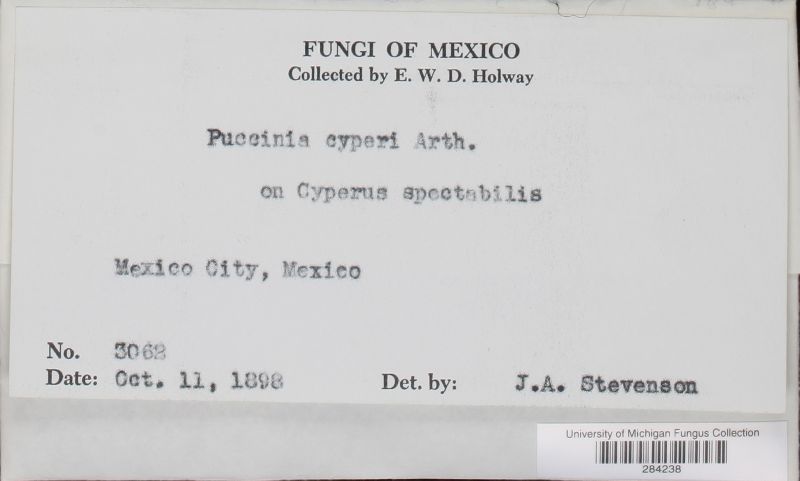 FUNGI OF MEXICO
Collected by E. W. D. Holway
Puccinia cyperi Arth.
on Cyperus spectabilis
Mexico City, Mexico
No. 3068
Date: Oct. 11, 1898 Det. by: J.A. Stevenson
University of Michigan Fungus Collection
284238